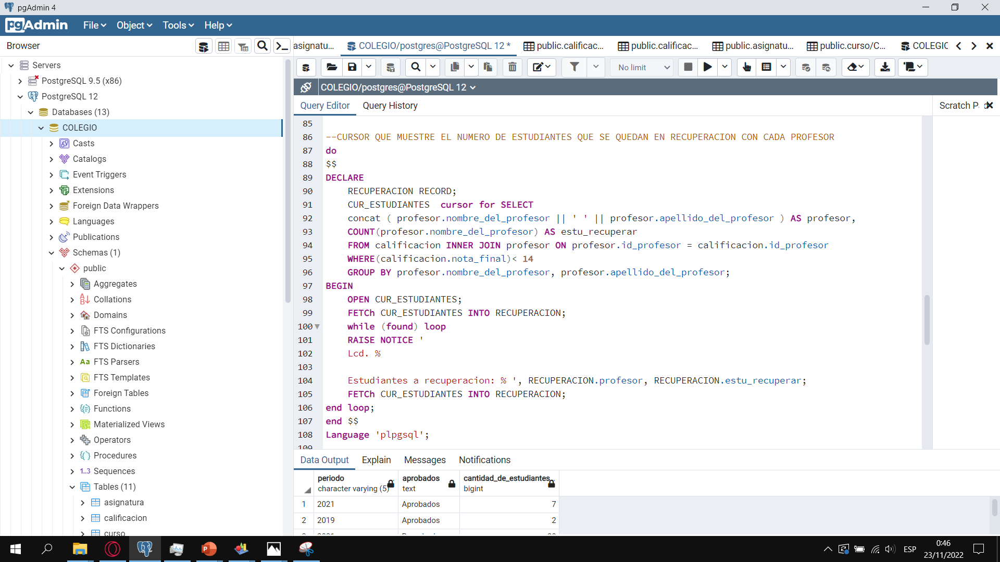 pgAdmin 4
pgAdmin File Object Tools Help
Browser
asignatu... COLEGIO/postgres@PostgreSQL 12 * public.calificac... public.calificac... public.asignatu... public.curso/C... COLEGIO
No limit
COLEGIO/postgres@PostgreSQL 12
Query Editor Query History
Scratch P
Servers
PostgreSQL 9.5 (x86)
PostgreSQL 12
Databases (13)
COLEGIO
Casts
Catalogs
Event Triggers
Extensions
Foreign Data Wrappers
Languages
Publications
Schemas (1)
public
Aggregates
Collations
Domains
FTS Configurations
FTS Dictionaries
Aa FTS Parsers
FTS Templates
Foreign Tables
Functions
Materialized Views
Operators
Procedures
1..3 Sequences
Tables (11)
asignatura
calificacion
curso
85
86 --CURSOR QUE MUESTRE EL NUMERO DE ESTUDIANTES QUE SE QUEDAN EN RECUPERACION CON CADA PROFESOR
87 do
88 $$
89 DECLARE
90 RECUPERACION RECORD;
91 CUR_ESTUDIANTES  cursor for SELECT
92 concat ( profesor.nombre_del_profesor || ' ' || profesor.apellido_del_profesor ) AS profesor,
93 COUNT(profesor.nombre_del_profesor) AS estu_recuperar
94 FROM calificacion INNER JOIN profesor ON profesor.id_profesor = calificacion.id_profesor
95 WHERE(calificacion.nota_final)< 14
96 GROUP BY profesor.nombre_del_profesor, profesor.apellido_del_profesor;
97 BEGIN
98 OPEN CUR_ESTUDIANTES;
99 FETCh CUR_ESTUDIANTES INTO RECUPERACION;
100 while (found) loop
101 RAISE NOTICE '
102 Lcd. %
103
104 Estudiantes a recuperacion: % ', RECUPERACION.profesor, RECUPERACION.estu_recuperar;
105 FETCh CUR_ESTUDIANTES INTO RECUPERACION;
106 end loop;
107 end $$
108 Language 'plpgsql';
109
Data Output Explain Messages Notifications
periodo aprobados cantidad_de_estudiantes
character varying (5) text bigint
1 2021 Aprobados 7
2 2019 Aprobados 2
ESP
0:46
23/11/2022